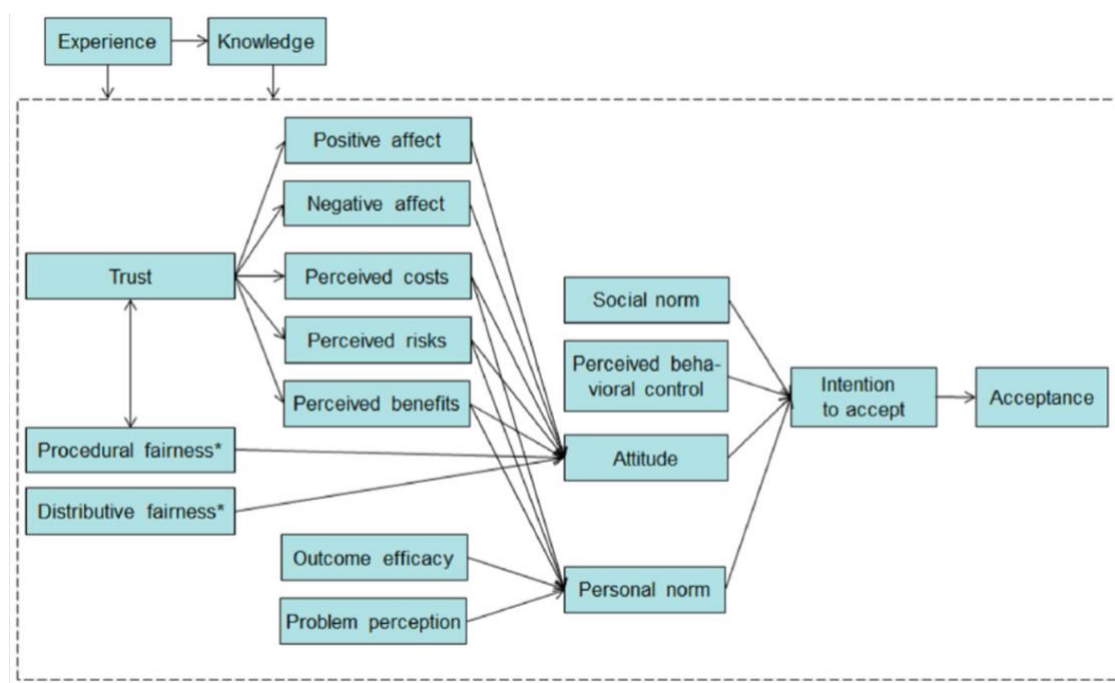 Experience
Knowledge
Positive affect
Negative affect
Trust
Perceived costs
Social norm
Perceived risks
Perceived beha-
vioral control
Intention
to accept
Acceptance
Perceived benefits
Procedural fairness*
Attitude
Distributive fairness*
Outcome efficacy
Personal norm
Problem perception